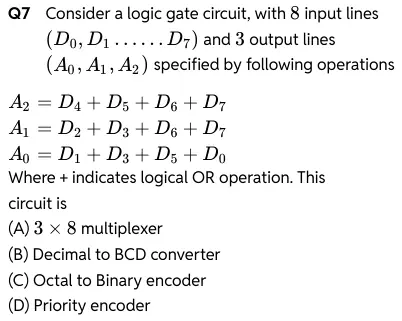 Q7 Consider a logic gate circuit, with 8 input lines
(D₀, D₁ ...... D₇) and 3 output lines
(A₀, A₁, A₂) specified by following operations
A₂ = D₄ + D₅ + D₆ + D₇
A₁ = D₂ + D₃ + D₆ + D₇
A₀ = D₁ + D₃ + D₅ + D₀
Where + indicates logical OR operation. This
circuit is
(A) 3 × 8 multiplexer
(B) Decimal to BCD converter
(C) Octal to Binary encoder
(D) Priority encoder